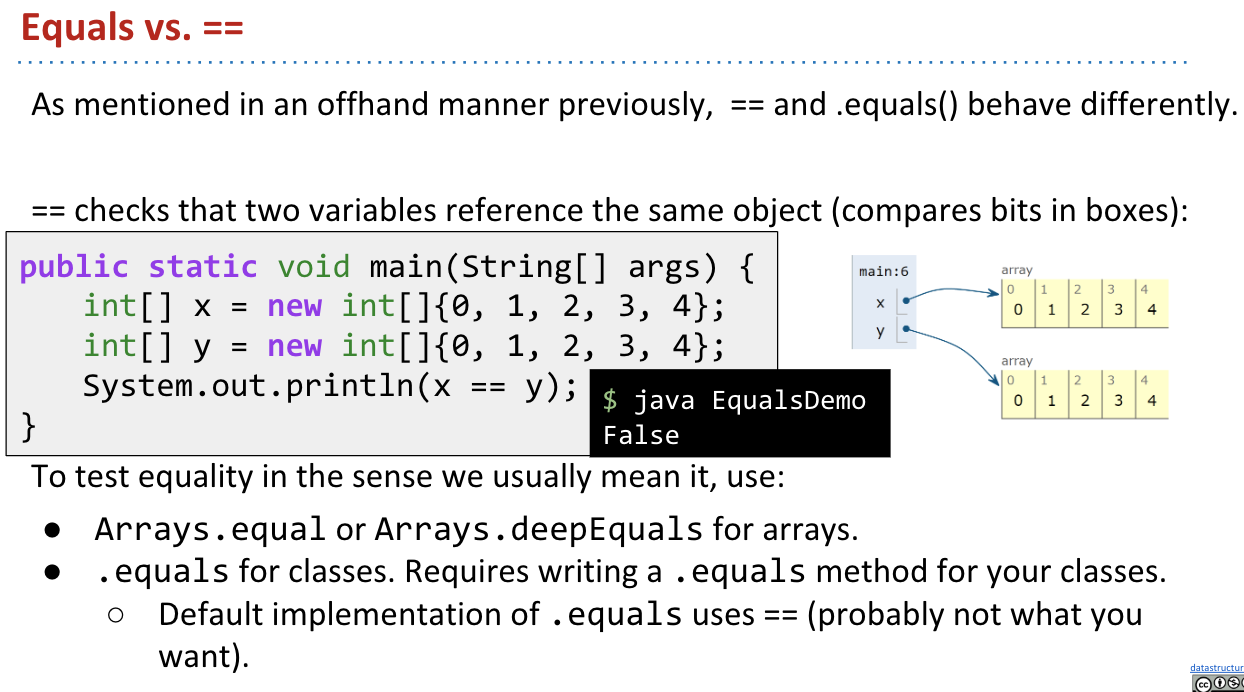 Equals vs. ==
As mentioned in an offhand manner previously, == and .equals() behave differently.
== checks that two variables reference the same object (compares bits in boxes):
public static void main(String[] args) {
int[] x = new int[]{0, 1, 2, 3, 4};
int[] y = new int[]{0, 1, 2, 3, 4};
System.out.println(x == y);
}
$ java EqualsDemo
False
main:6
x
y
array
0 1 2 3 4
0 1 2 3 4
array
0 1 2 3 4
0 1 2 3 4
To test equality in the sense we usually mean it, use:
● Arrays.equal or Arrays.deepEquals for arrays.
● .equals for classes. Requires writing a .equals method for your classes.
○ Default implementation of .equals uses == (probably not what you
want).
datastructur
cc